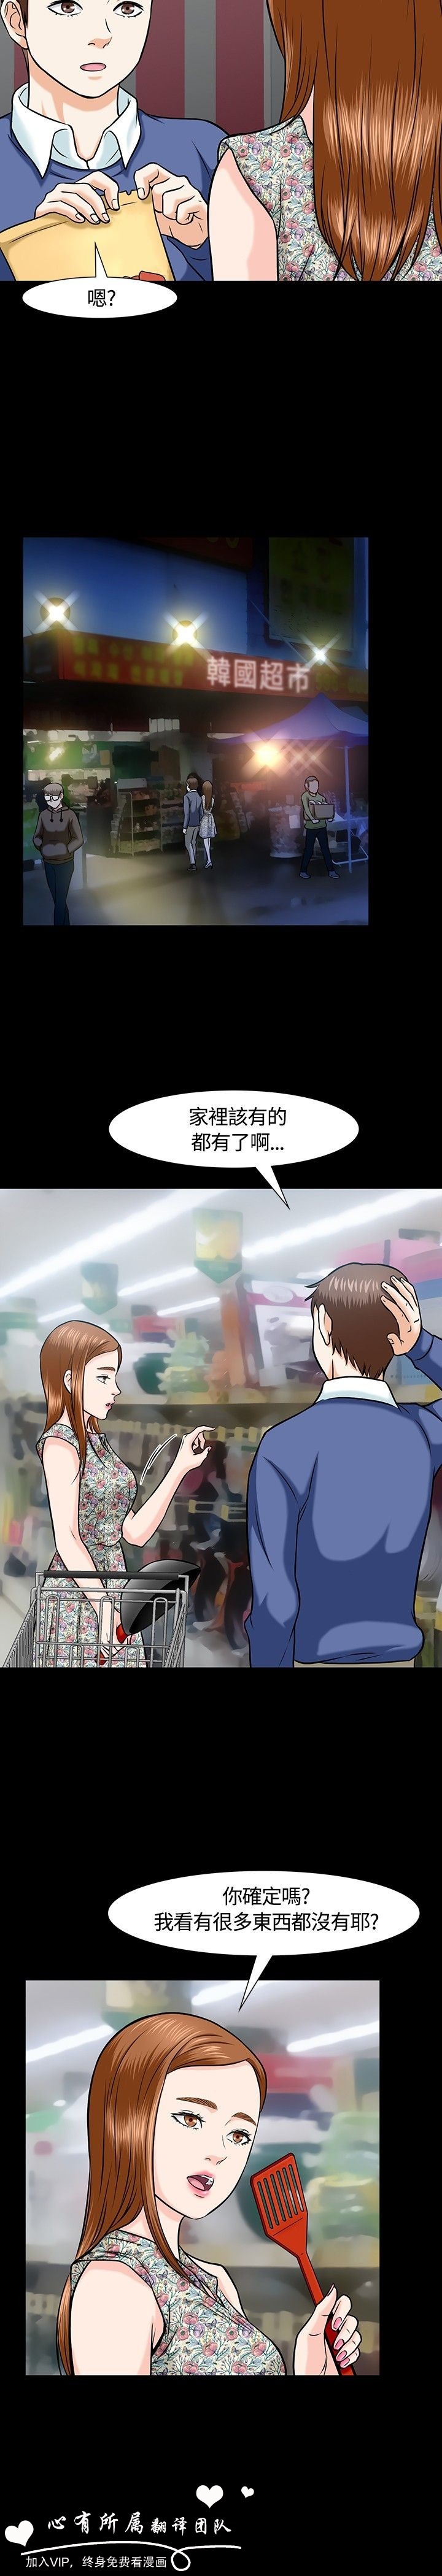 嗯?
韓國超市
家裡該有的
都有了啊...
你確定嗎?
我看有很多東西都沒有耶?
心有所属翻译团队
加入VIP，终身免费看漫画